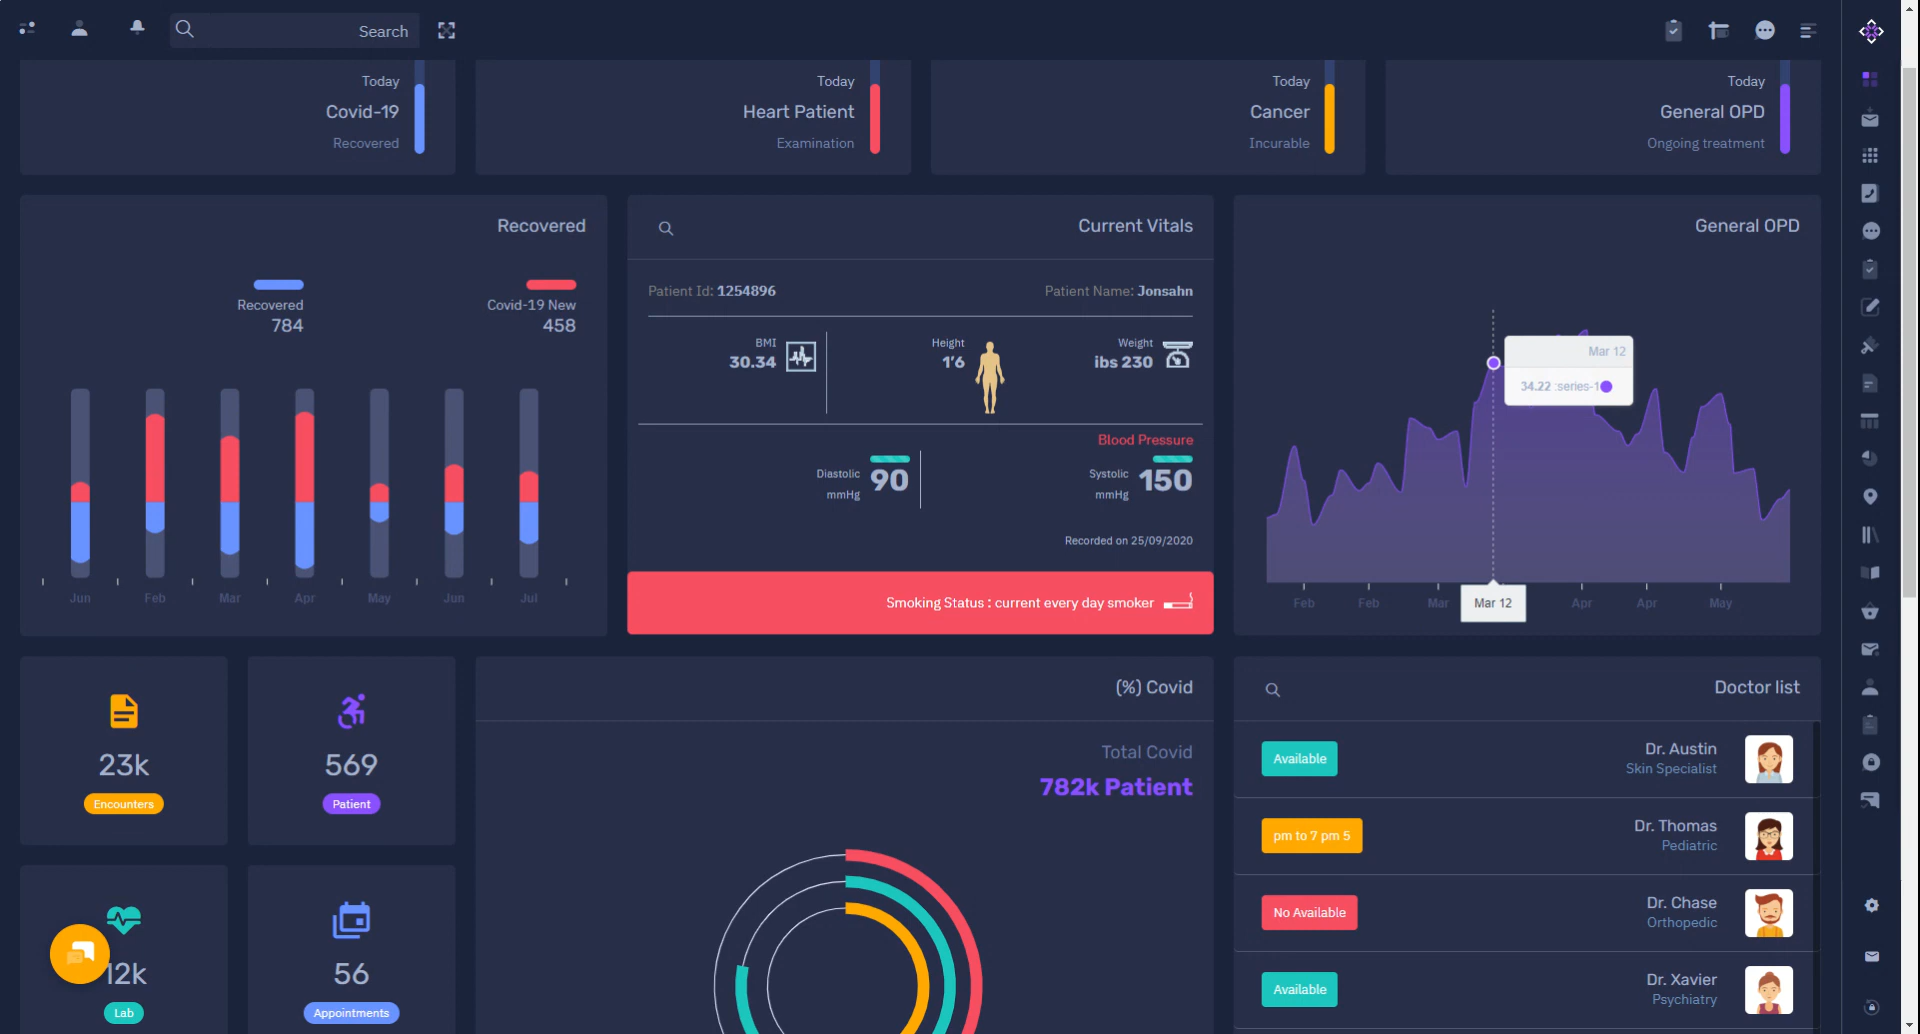 Search
Today
Covid-19
Recovered
Today
Heart Patient
Examination
Today
Cancer
Incurable
Today
General OPD
Ongoing treatment
Recovered
Recovered
784
Covid-19 New
458
Jun
Feb
Mar
Apr
May
Jun
Jul
Current Vitals
Patient Id: 1254896
Patient Name: Jonsahn
BMI
30.34
Height
1'6
Weight
ibs 230
Blood Pressure
Diastolic
mmHg
90
Systolic
mmHg
150
Recorded on 25/09/2020
Smoking Status : current every day smoker
General OPD
Mar 12
34.22 :series-1
Feb
Feb
Mar
Mar 12
Apr
Apr
May
23k
Encounters
569
Patient
12k
Lab
56
Appointments
(%) Covid
Total Covid
782k Patient
Doctor list
Available
Dr. Austin
Skin Specialist
pm to 7 pm 5
Dr. Thomas
Pediatric
No Available
Dr. Chase
Orthopedic
Available
Dr. Xavier
Psychiatry